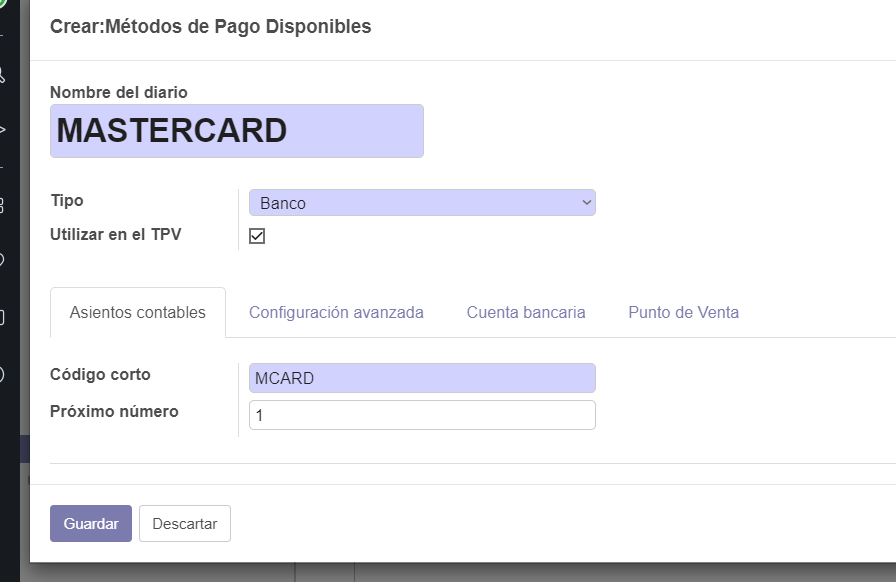 Crear:Métodos de Pago Disponibles
Nombre del diario
MASTERCARD
Tipo
Banco
Utilizar en el TPV
Asientos contables
Configuración avanzada
Cuenta bancaria
Punto de Venta
Código corto
MCARD
Próximo número
1
Guardar
Descartar